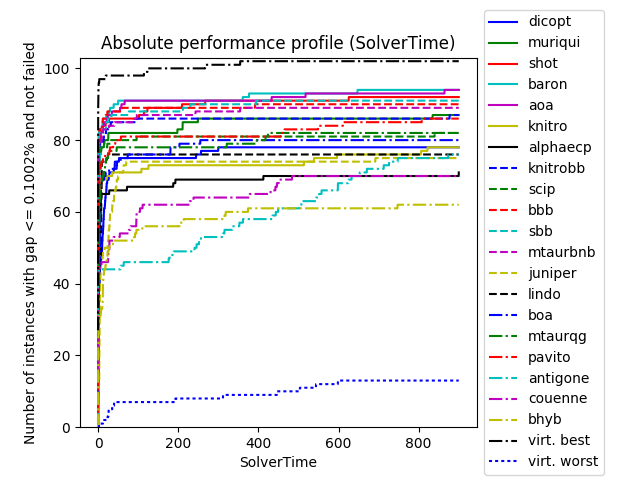 Absolute performance profile (SolverTime)
Number of instances with gap <= 0.1002% and not failed
100
80
60
40
20
0
0 200 400 600 800
SolverTime
dicopt
muriqui
shot
baron
aoa
knitro
alphaecp
knitrobb
scip
bbb
sbb
mtaurbnb
juniper
lindo
boa
mtaurqg
pavito
antigone
couenne
bhyb
virt. best
virt. worst